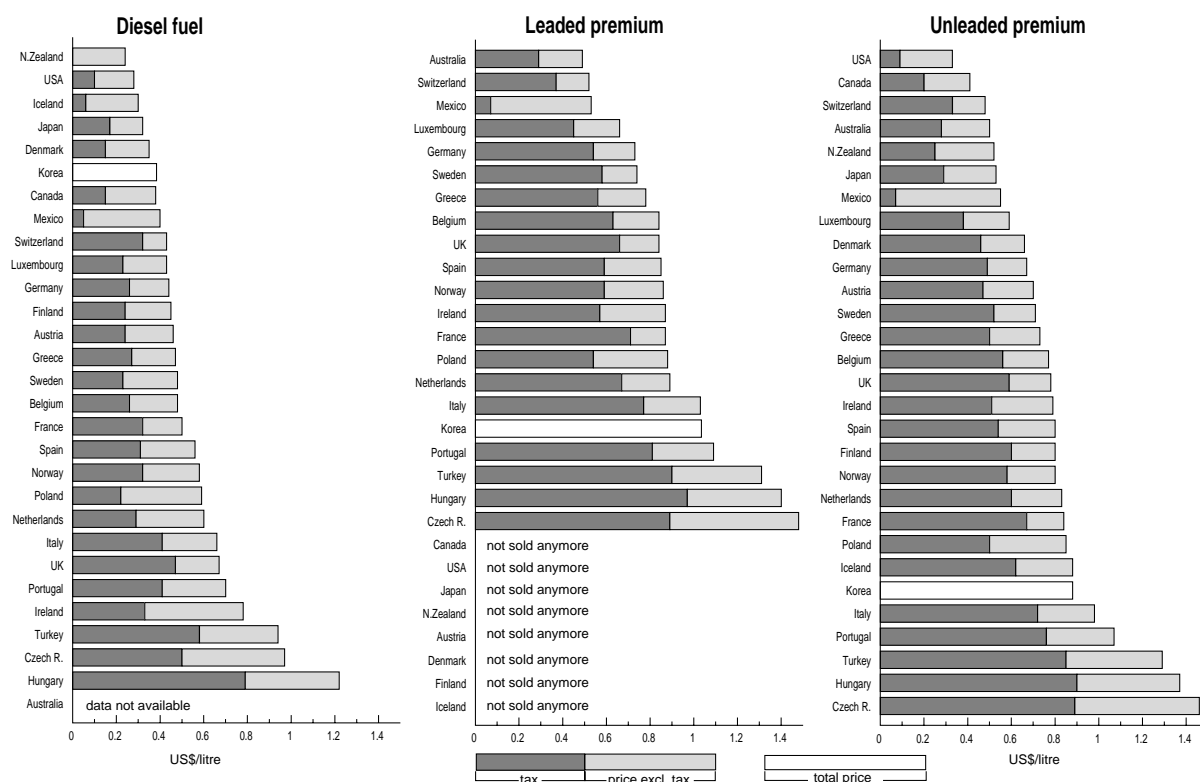 Diesel fuel
N.Zealand
USA
Iceland
Japan
Denmark
Korea
Canada
Mexico
Switzerland
Luxembourg
Germany
Finland
Austria
Greece
Sweden
Belgium
France
Spain
Norway
Poland
Netherlands
Italy
UK
Portugal
Ireland
Turkey
Czech R.
Hungary
Australia data not available
0 0.2 0.4 0.6 0.8 1 1.2 1.4
US$/litre
Leaded premium
Australia
Switzerland
Mexico
Luxembourg
Germany
Sweden
Greece
Belgium
UK
Spain
Norway
Ireland
France
Poland
Netherlands
Italy
Korea
Portugal
Turkey
Hungary
Czech R.
Canada not sold anymore
USA not sold anymore
Japan not sold anymore
N.Zealand not sold anymore
Austria not sold anymore
Denmark not sold anymore
Finland not sold anymore
Iceland not sold anymore
0 0.2 0.4 0.6 0.8 1 1.2 1.4
Unleaded premium
USA
Canada
Switzerland
Australia
N.Zealand
Japan
Mexico
Luxembourg
Denmark
Germany
Austria
Sweden
Greece
Belgium
UK
Ireland
Spain
Finland
Norway
Netherlands
France
Poland
Iceland
Korea
Italy
Portugal
Turkey
Hungary
Czech R.
0 0.2 0.4 0.6 0.8 1 1.2 1.4
US$/litre
tax price excl. tax total price